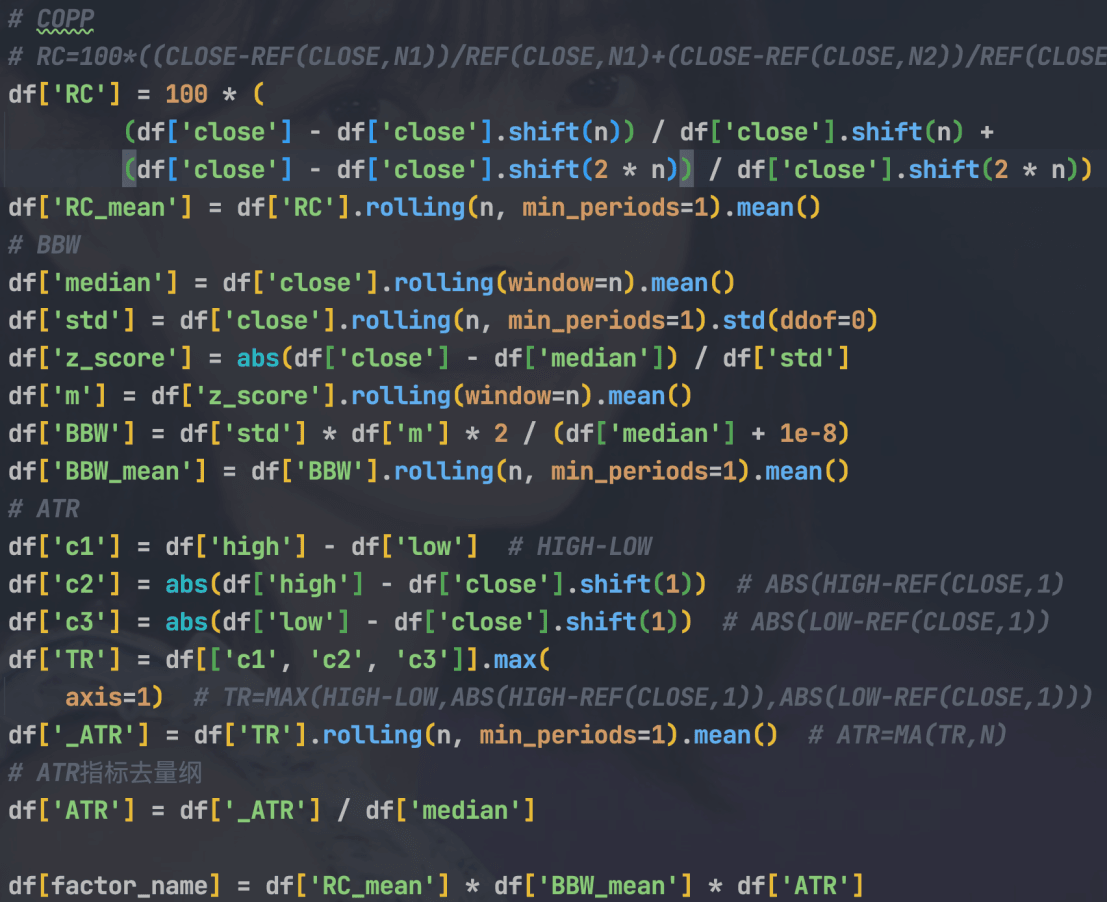 # COPP
# RC=100*((CLOSE-REF(CLOSE,N1))/REF(CLOSE,N1)+(CLOSE-REF(CLOSE,N2))/REF(CLOSE
df['RC'] = 100 * (
        (df['close'] - df['close'].shift(n)) / df['close'].shift(n) +
        (df['close'] - df['close'].shift(2 * n)) / df['close'].shift(2 * n))
df['RC_mean'] = df['RC'].rolling(n, min_periods=1).mean()
# BBW
df['median'] = df['close'].rolling(window=n).mean()
df['std'] = df['close'].rolling(n, min_periods=1).std(ddof=0)
df['z_score'] = abs(df['close'] - df['median']) / df['std']
df['m'] = df['z_score'].rolling(window=n).mean()
df['BBW'] = df['std'] * df['m'] * 2 / (df['median'] + 1e-8)
df['BBW_mean'] = df['BBW'].rolling(n, min_periods=1).mean()
# ATR
df['c1'] = df['high'] - df['low']  # HIGH-LOW
df['c2'] = abs(df['high'] - df['close'].shift(1))  # ABS(HIGH-REF(CLOSE,1)
df['c3'] = abs(df['low'] - df['close'].shift(1))  # ABS(LOW-REF(CLOSE,1))
df['TR'] = df[['c1', 'c2', 'c3']].max(
    axis=1)  # TR=MAX(HIGH-LOW,ABS(HIGH-REF(CLOSE,1)),ABS(LOW-REF(CLOSE,1)))
df['_ATR'] = df['TR'].rolling(n, min_periods=1).mean()  # ATR=MA(TR,N)
# ATR指标去量纲
df['ATR'] = df['_ATR'] / df['median']
df[factor_name] = df['RC_mean'] * df['BBW_mean'] * df['ATR']